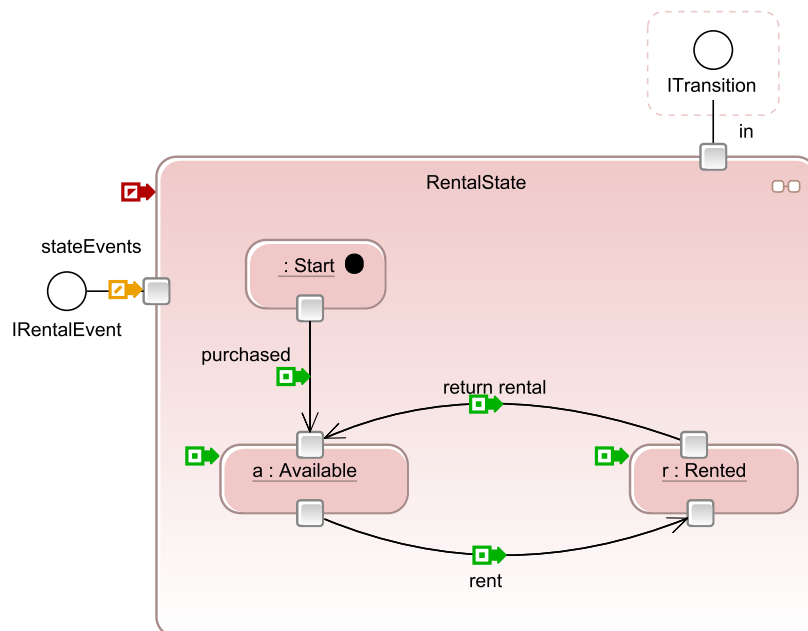 ITransition
in
RentalState
stateEvents
: Start
IRentalEvent
purchased
return rental
a : Available
r : Rented
rent